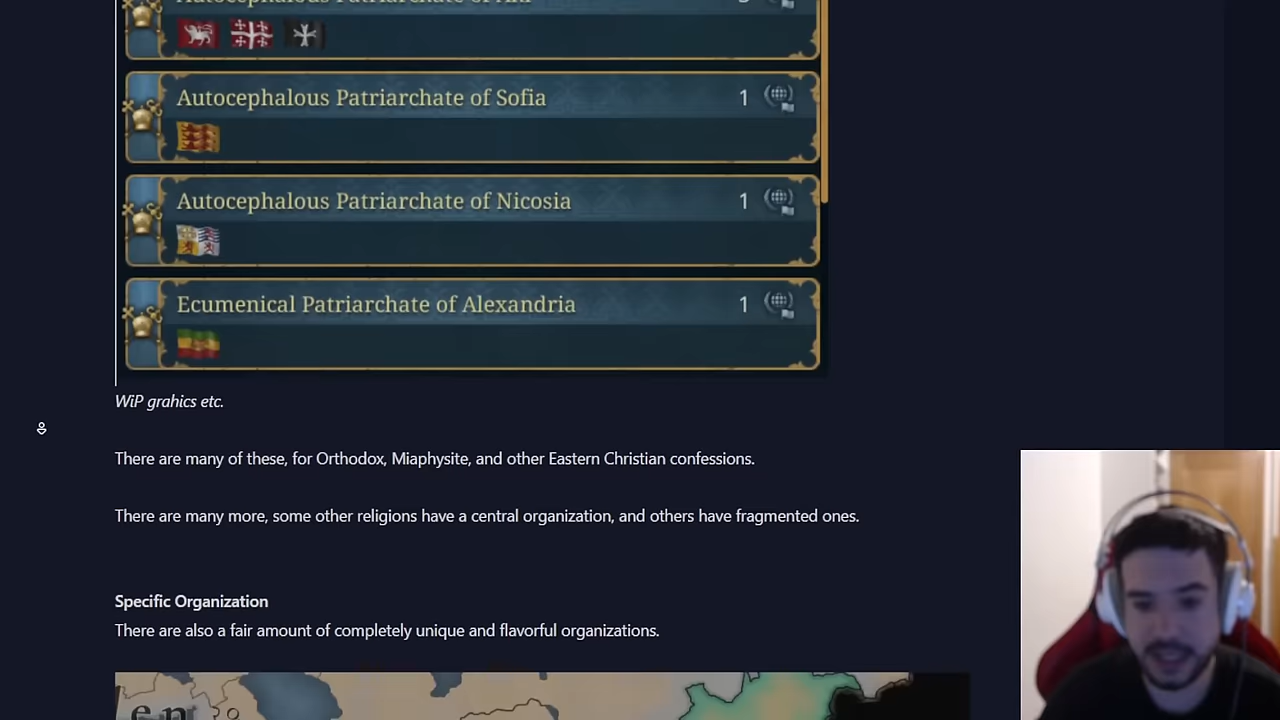 Autocephalous Patriarchate of
Autocephalous Patriarchate of Sofia 1
Autocephalous Patriarchate of Nicosia 1
Ecumenical Patriarchate of Alexandria 1
WiP grahics etc.
There are many of these, for Orthodox, Miaphysite, and other Eastern Christian confessions.
There are many more, some other religions have a central organization, and others have fragmented ones.
Specific Organization
There are also a fair amount of completely unique and flavorful organizations.